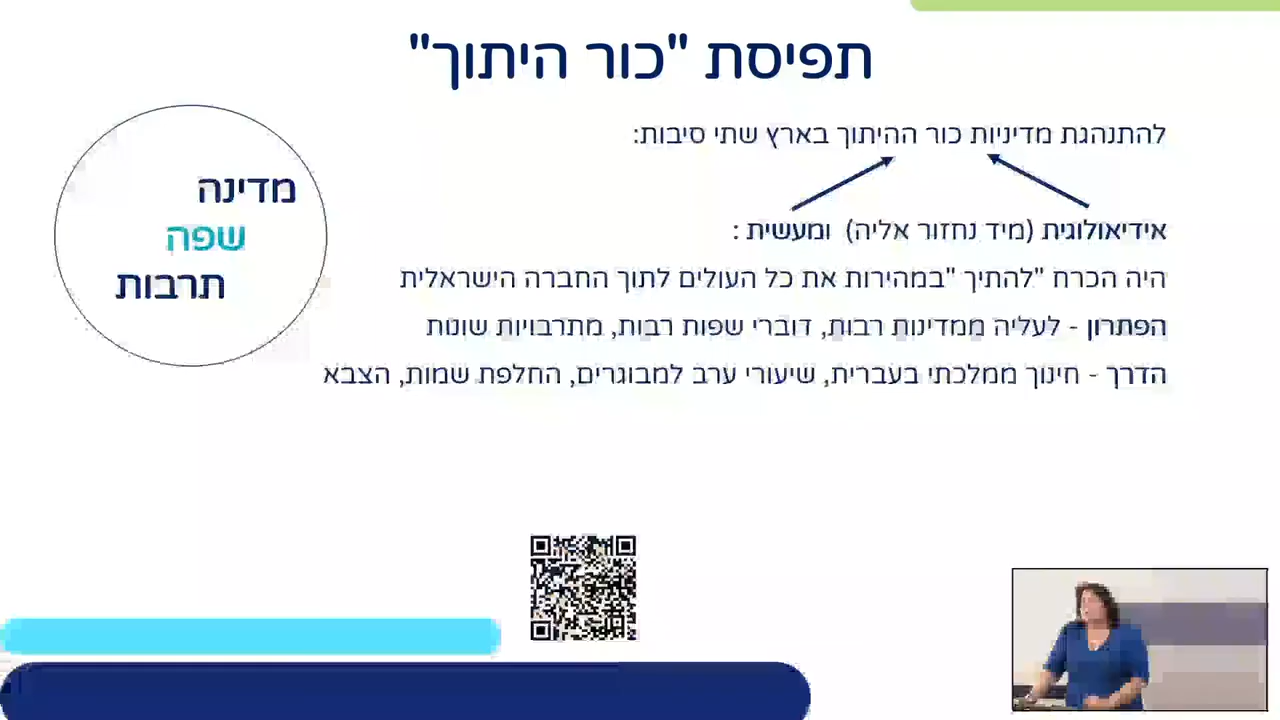 תפיסת "כור היתוך"
להתנהגת מדיניות כור ההיתוך בארץ שתי סיבות:
אידיאולוגית (מיד נחזור אליה) ומעשית :
היה הכרח "להתיך "במהירות את כל העולים לתוך החברה הישראלית
הפתרון - לעליה ממדינות רבות, דוברי שפות רבות, מתרבויות שונות
הדרך - חינוך ממלכתי בעברית, שיעורי ערב למבוגרים, החלפת שמות, הצבא
מדינה
שפה
תרבות